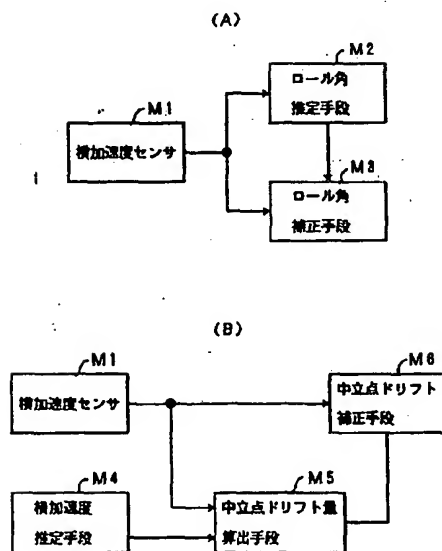 (A)
M2
ロール角
推定手段
M1
横加速度センサ
M3
ロール角
補正手段
(B)
M1
横加速度センサ
M6
中立点ドリフト
補正手段
M4
横加速度
推定手段
M5
中立点ドリフト量
算出手段